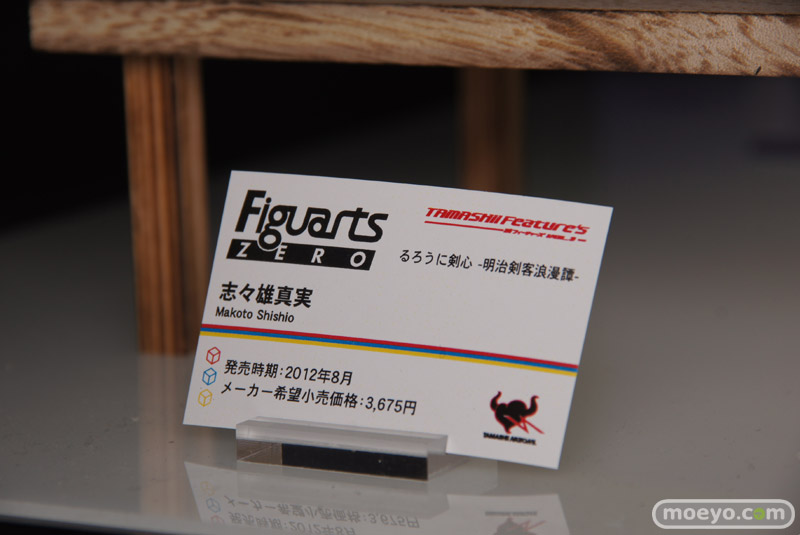 Figuarts
ZERO
TAMASHII Feature's
るろうに剣心 -明治剣客浪漫譚-
志々雄真実
Makoto Shishio
発売時期：2012年8月
メーカー希望小売価格：3,675円
moeyo.com